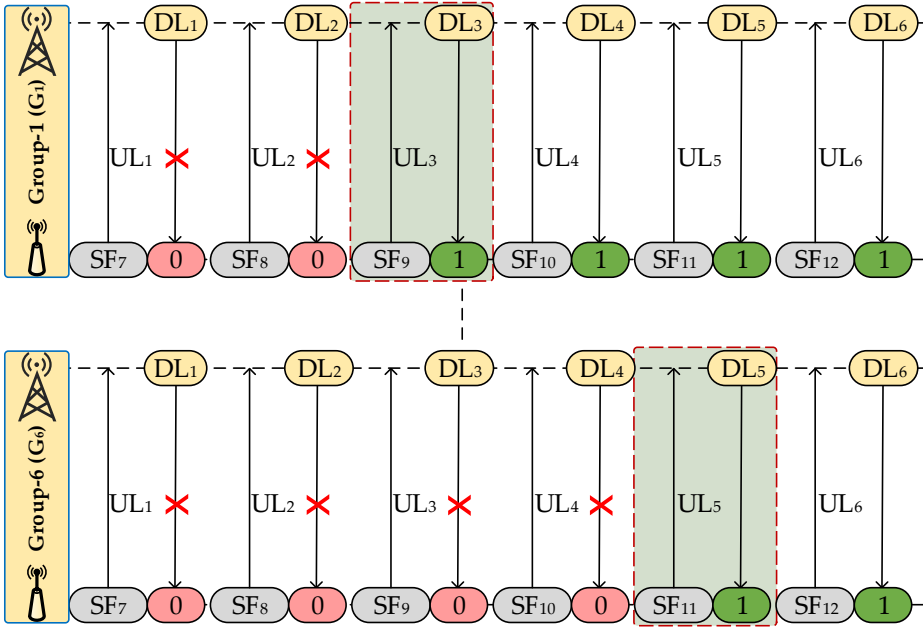 Group-1 (G1)
DL1 DL2 DL3 DL4 DL5 DL6
UL1 UL2 UL3 UL4 UL5 UL6
SF7 0 SF8 0 SF9 1 SF10 1 SF11 1 SF12 1
Group-6 (G6)
DL1 DL2 DL3 DL4 DL5 DL6
UL1 UL2 UL3 UL4 UL5 UL6
SF7 0 SF8 0 SF9 0 SF10 0 SF11 1 SF12 1